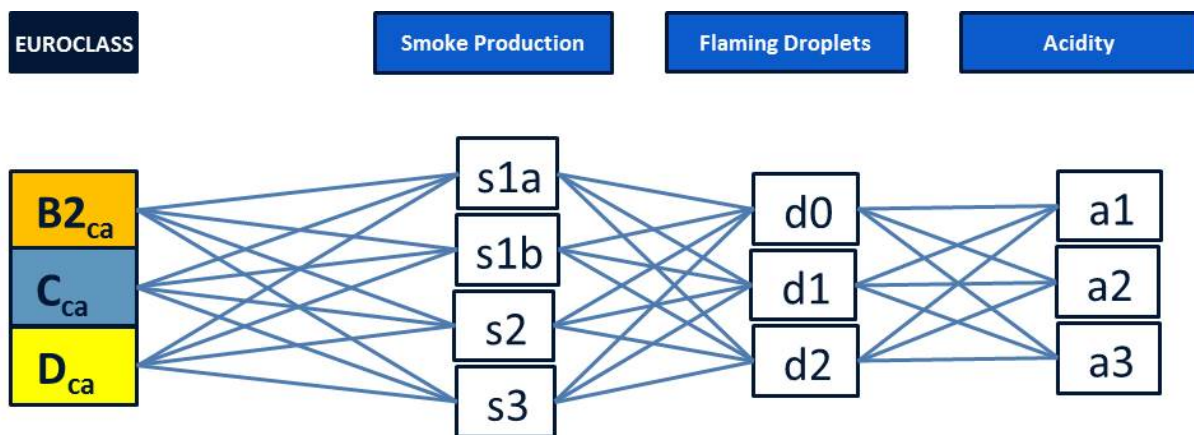 EUROCLASS
Smoke Production
Flaming Droplets
Acidity
B2ca
Cca
Dca
s1a
s1b
s2
s3
d0
d1
d2
a1
a2
a3